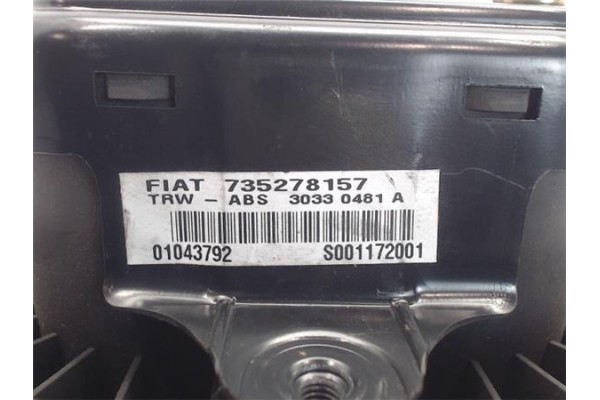 FIAT 735278157
TRW - ABS 3033 0481 A
01043792 S001172001